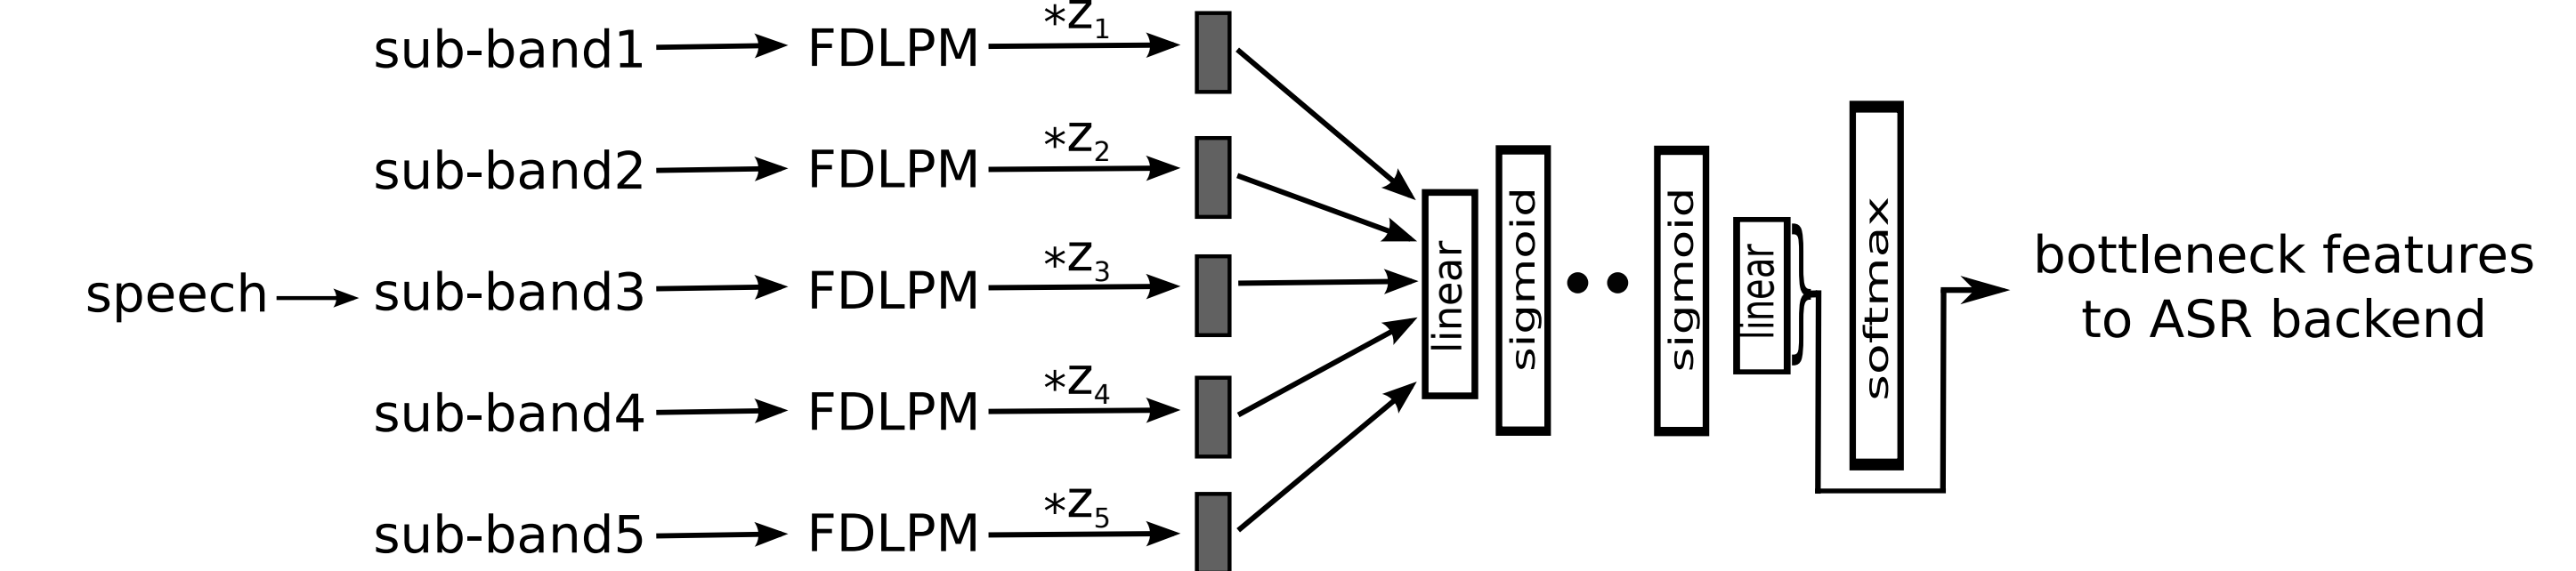 sub-band1 FDLPM *z1
sub-band2 FDLPM *z2
speech sub-band3 FDLPM *z3
sub-band4 FDLPM *z4
sub-band5 FDLPM *z5
linear
sigmoid
sigmoid
linear
softmax
bottleneck features
to ASR backend